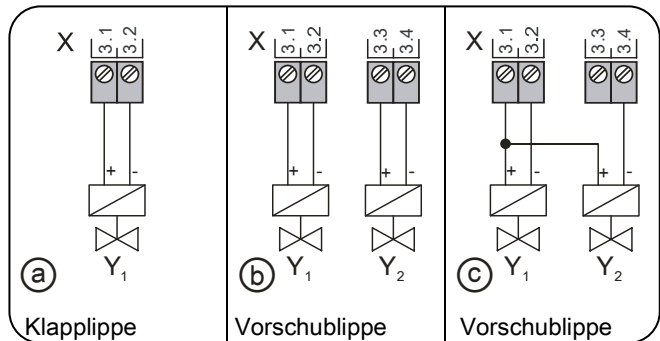 X 3.1 3.2
+ -
Y1
a
Klapplippe
X 3.1 3.2 3.3 3.4
+ - + -
b Y1 Y2
Vorschublippe
X 3.1 3.2 3.3 3.4
+ - + -
c Y1 Y2
Vorschublippe